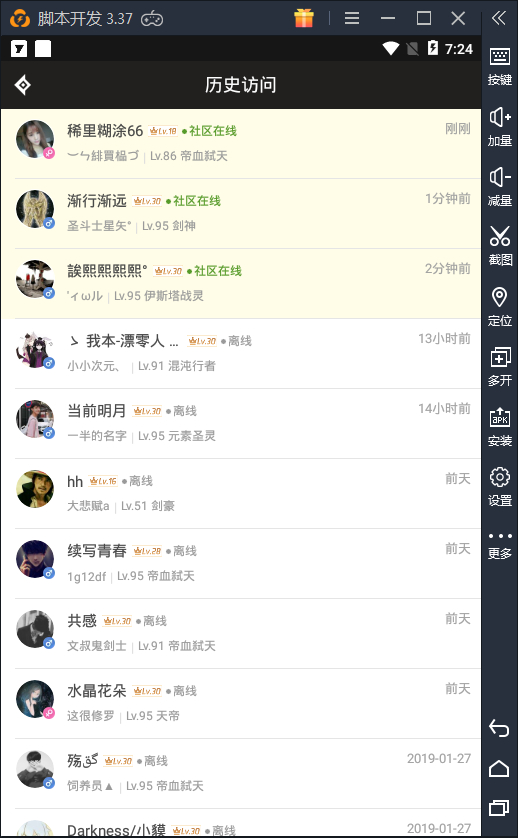 脚本开发 3.37
7:24
历史访问
稀里糊涂66 Lv.18 社区在线 刚刚
Lv.86 帝血弑天
渐行渐远 Lv.30 社区在线 1分钟前
圣斗士星矢" Lv.95 剑神
誒熙熙熙熙° Lv.30 社区在线 2分钟前
'ィωル Lv.95 伊斯塔战灵
ゝ 我本-漂零人 ... Lv.30 离线 13小时前
小小次元、 Lv.91 混沌行者
当前明月 Lv.30 离线 14小时前
一半的名字 Lv.95 元素圣灵
hh Lv.16 离线 前天
大悲赋a Lv.51 剑豪
续写青春 Lv.28 离线 前天
1g12df Lv.95 帝血弑天
共感 Lv.30 离线 前天
文叔鬼剑士 Lv.91 帝血弑天
水晶花朵 Lv.30 离线 前天
这很修罗 Lv.95 天帝
Lv.30 离线 2019-01-27
饲养员▲ Lv.95 帝血弑天
Darkness/小貘 Lv.30 离线 2019-01-27
按键
加量
减量
截图
定位
多开
APK
安装
设置
更多